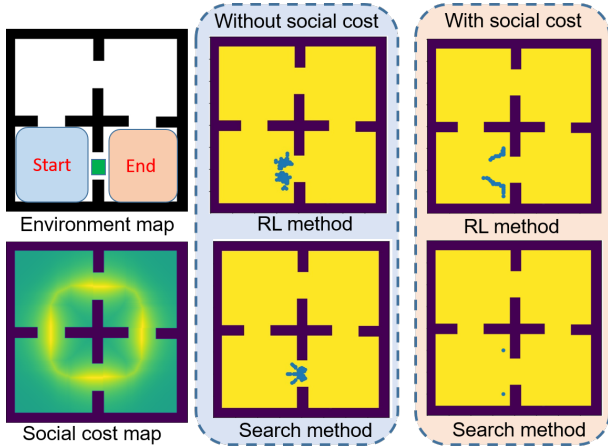 Without social cost
With social cost
Start
End
Environment map
RL method
RL method
Social cost map
Search method
Search method